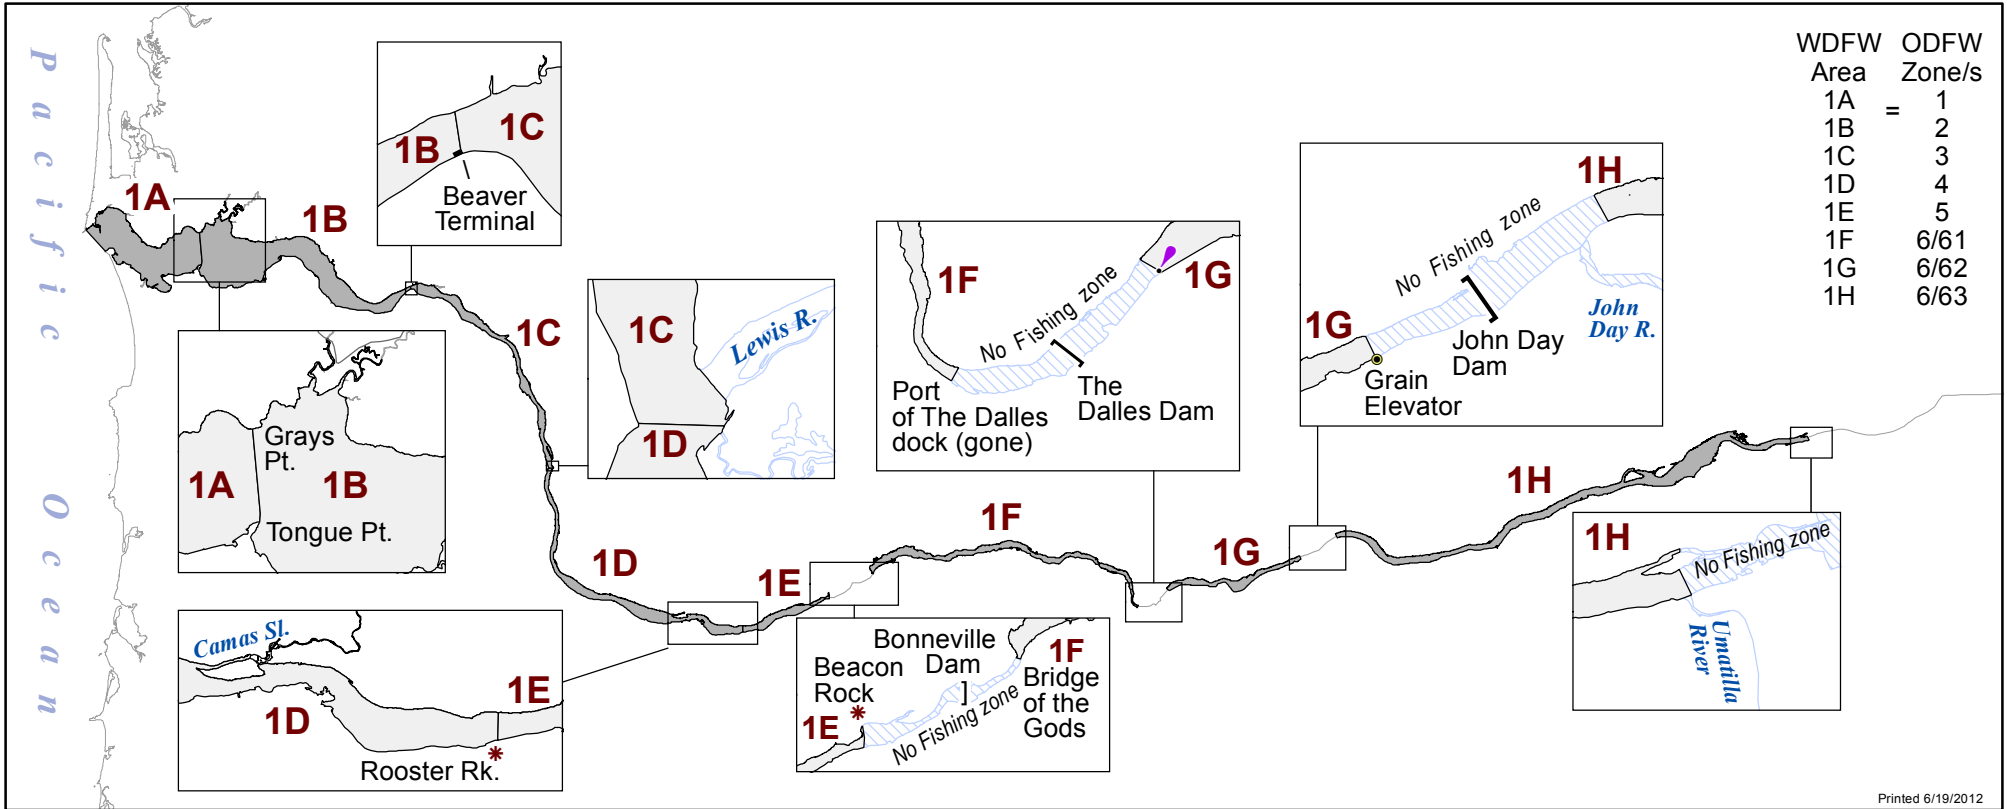 Pacific Ocean
WDFW ODFW
Area Zone/s
1A = 1
1B 2
1C 3
1D 4
1E 5
1F 6/61
1G 6/62
1H 6/63
1A
1B
1C
1D
1E
1F
1G
1H
1B
1C
Beaver
Terminal
1A
Grays
Pt.
1B
Tongue Pt.
1C
Lewis R.
1D
Camas Sl.
1D
1E
Rooster Rk.
Bonneville
Dam
Beacon
Rock
1E
No Fishing zone
1F
Bridge
of the
Gods
1F
No Fishing zone
1G
Port
of The Dalles
dock (gone)
The
Dalles Dam
1H
No Fishing zone
1G
John
Day R.
John Day
Dam
Grain
Elevator
1H
No Fishing zone
Umatilla
River
Printed 6/19/2012